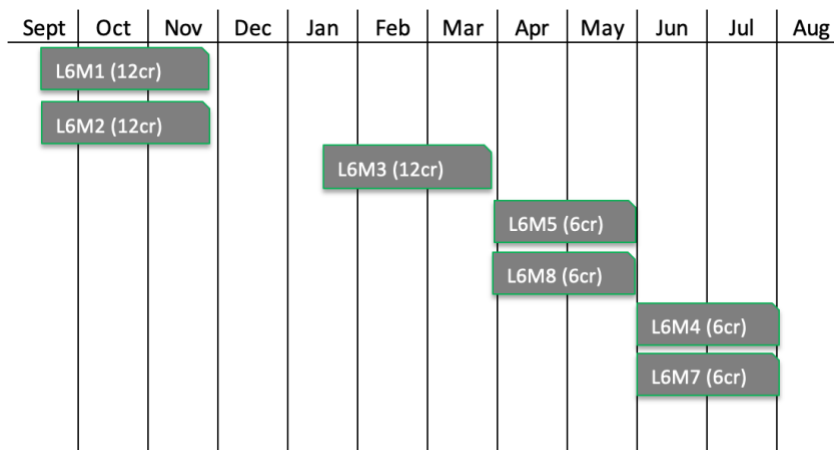 Sept Oct Nov Dec Jan Feb Mar Apr May Jun Jul Aug
L6M1 (12cr)
L6M2 (12cr)
L6M3 (12cr)
L6M5 (6cr)
L6M8 (6cr)
L6M4 (6cr)
L6M7 (6cr)